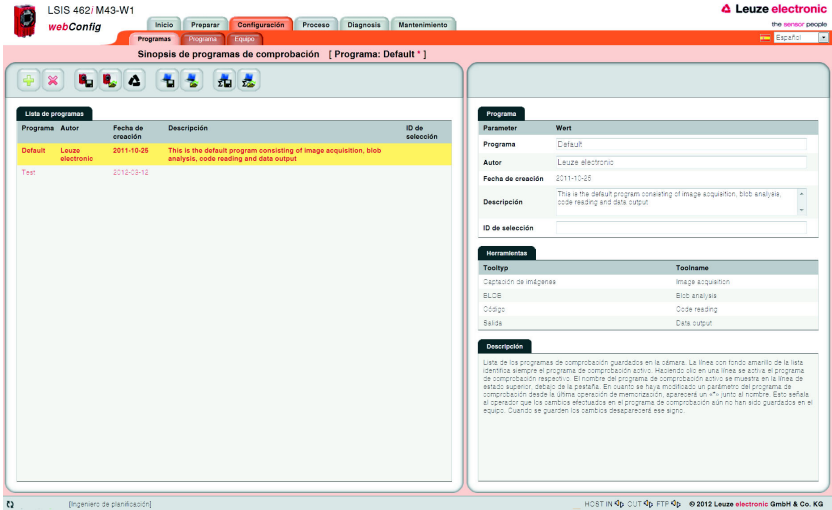 LSIS 462i M43-W1
webConfig
Inicio Preparar Configuración Proceso Diagnosis Mantenimiento
Leuze electronic
the sensor people
Programas Programa Equipo
Español
Sinopsis de programas de comprobación [ Programa: Default * ]
Lista de programas
Programa Autor Fecha de creación Descripción ID de selección
Default Leuze electronic 2011-10-25 This is the default program consisting of image acquisition, blob analysis, code reading and data output
Test 2012-03-12
Programa
Parameter Wert
Programa Default
Autor Leuze electronic
Fecha de creación 2011-10-25
Descripción This is the default program consisting of image acquisition, blob analysis,
code reading and data output
ID de selección
Herramientas
Tooltyp Toolname
Captación de imágenes Image acquisition
BLOB Blob analysis
Código Code reading
Salida Data output
Descripción
Lista de los programas de comprobación guardados en la cámara. La línea con fondo amarillo de la lista
identifica siempre el programa de comprobación activo. Haciendo clic en una línea se activa el programa
de comprobación respectivo. El nombre del programa de comprobación activo se muestra en la línea de
estado superior, debajo de la pestaña. En cuanto se haya modificado un parámetro del programa de
comprobación desde la última operación de memorización, aparecerá un «*» junto al nombre. Esto señala
al operador que los cambios efectuados en el programa de comprobación aún no han sido guardados en el
equipo. Cuando se guarden los cambios desaparecerá ese signo.
[Ingeniero de planificación]
HOST IN OUT FTP © 2012 Leuze electronic GmbH & Co. KG